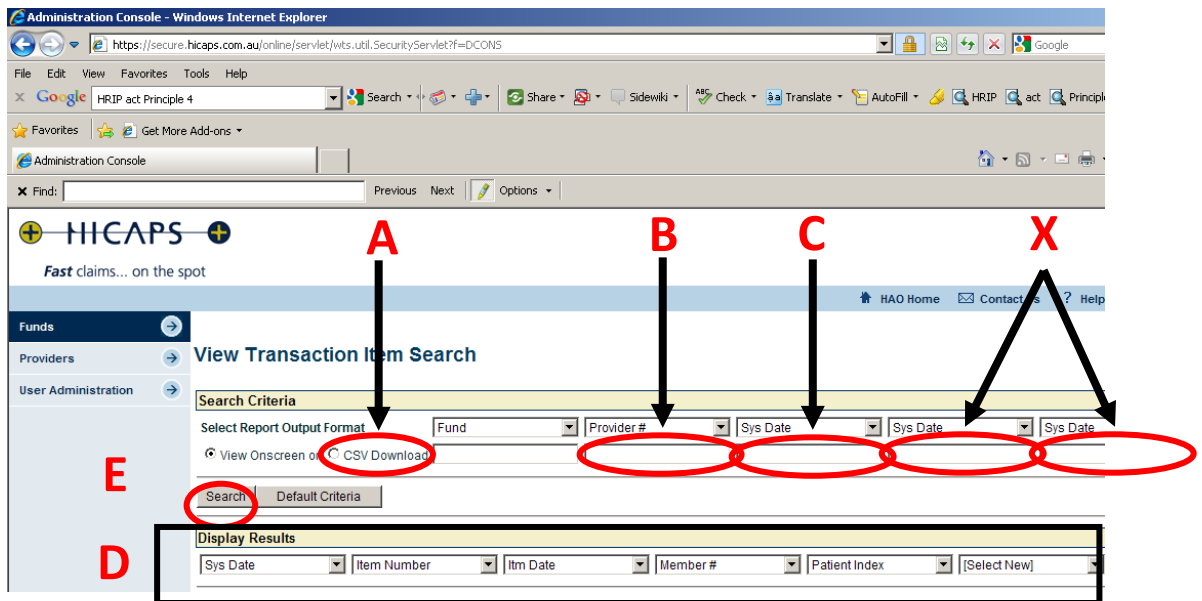 Administration Console - Windows Internet Explorer
https://secure.hicaps.com.au/online/servlet/wts.util.SecurityServlet?f=DCONS Google
File Edit View Favorites Tools Help
x Google HRIP act Principle 4 Search Share Sidewiki Check Translate AutoFill HRIP act
Favorites Get More Add-ons
Administration Console
x Find: Previous Next Options
HICAPS
Fast claims... on the spot
A B C X
HAO Home Help
Funds
Providers
User Administration
View Transaction Item Search
Search Criteria
Select Report Output Format Fund Provider # Sys Date Sys Date Sys Date
View Onscreen or CSV Download
E
Search Default Criteria
D
Display Results
Sys Date Item Number Itm Date Member # Patient Index [Select New]